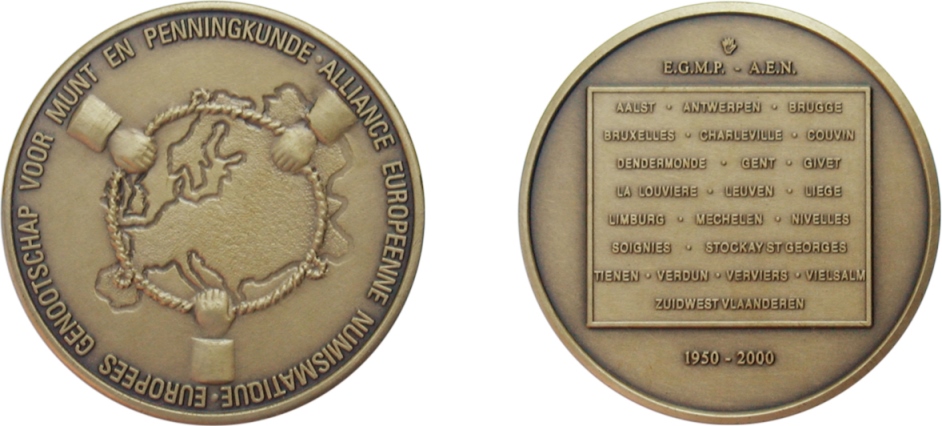 EUROPEES GENOOTSCHAP VOOR MUNT EN PENNINGKUNDE · ALLIANCE EUROPEENNE NUMISMATIQUE ·
E.G.M.P. - A.E.N.
AALST · ANTWERPEN · BRUGGE
BRUXELLES · CHARLEVILLE · COUVIN
DENDERMONDE · GENT · GIVET
LA LOUVIERE · LEUVEN · LIEGE
LIMBURG · MECHELEN · NIVELLES
SOIGNIES · STOCKAY ST GEORGES
TIENEN · VERDUN · VERVIERS · VIELSALM
ZUIDWEST VLAANDEREN
1950 - 2000